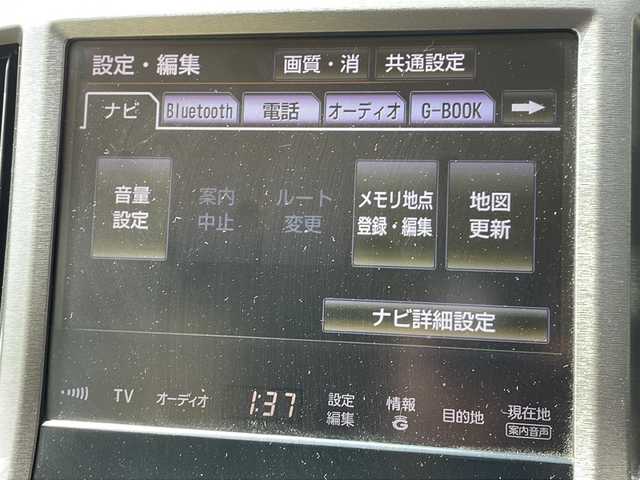 設定・編集 画質・消 共通設定
ナビ Bluetooth 電話 オーディオ G-BOOK
音量 案内 ルート メモリ地点 地図
設定 中止 変更 登録・編集 更新
ナビ詳細設定
TV オーディオ 1:37 設定 情報 目的地 現在地
編集 G 案内音声